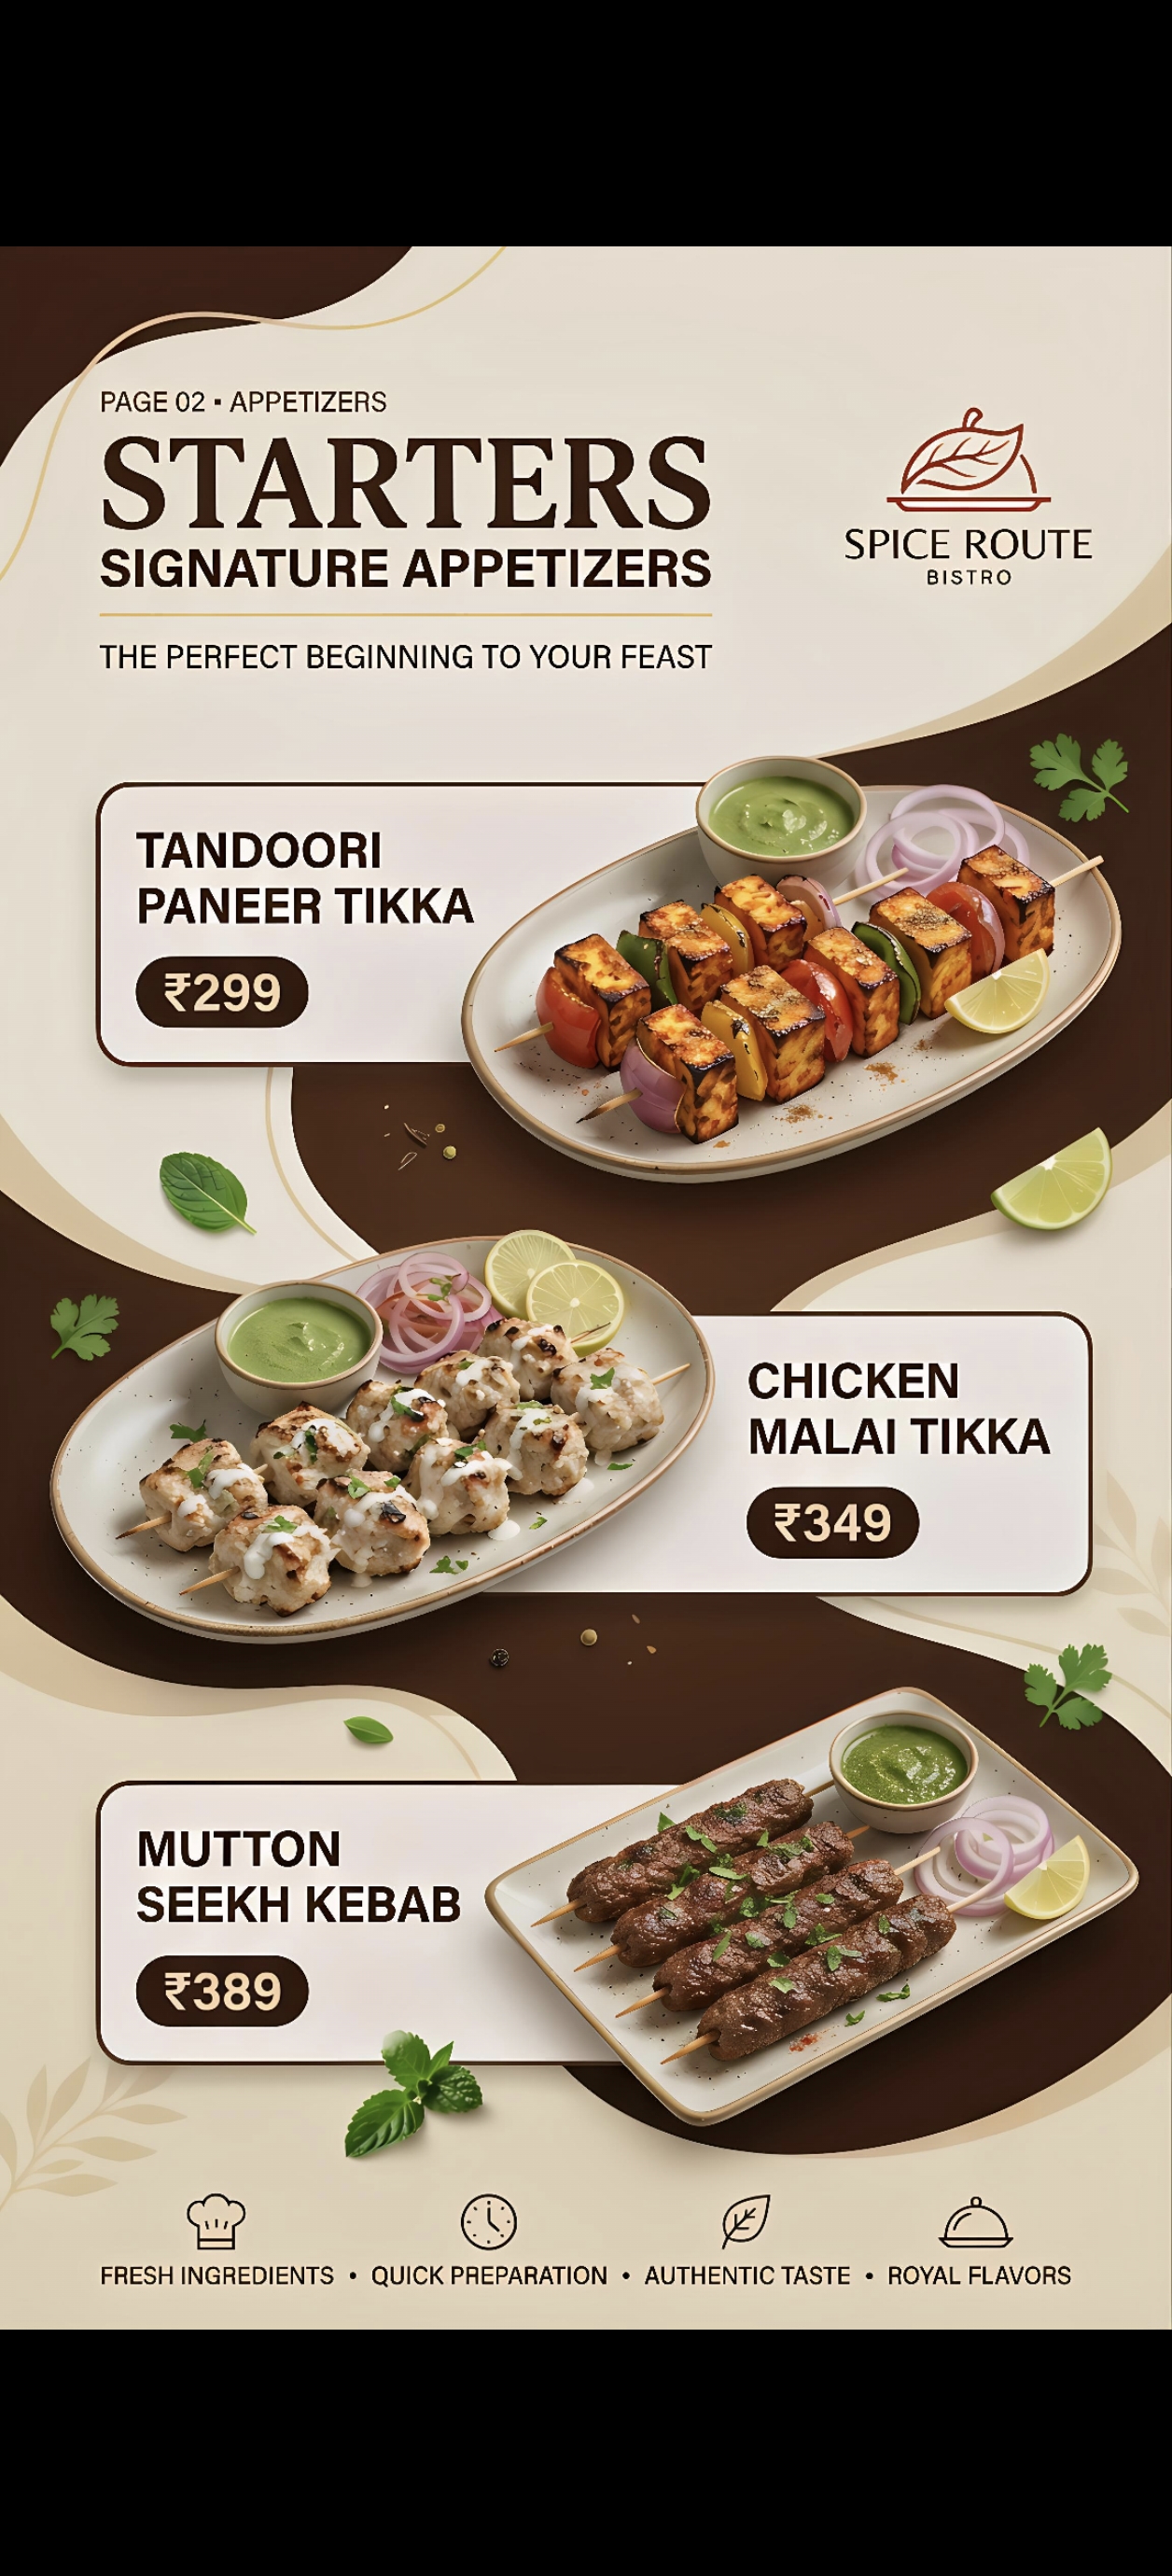 PAGE 02 ▪ APPETIZERS
STARTERS
SIGNATURE APPETIZERS
THE PERFECT BEGINNING TO YOUR FEAST
SPICE ROUTE
BISTRO
TANDOORI
PANEER TIKKA
₹299
CHICKEN
MALAI TIKKA
₹349
MUTTON
SEEKH KEBAB
₹389
FRESH INGREDIENTS • QUICK PREPARATION • AUTHENTIC TASTE • ROYAL FLAVORS